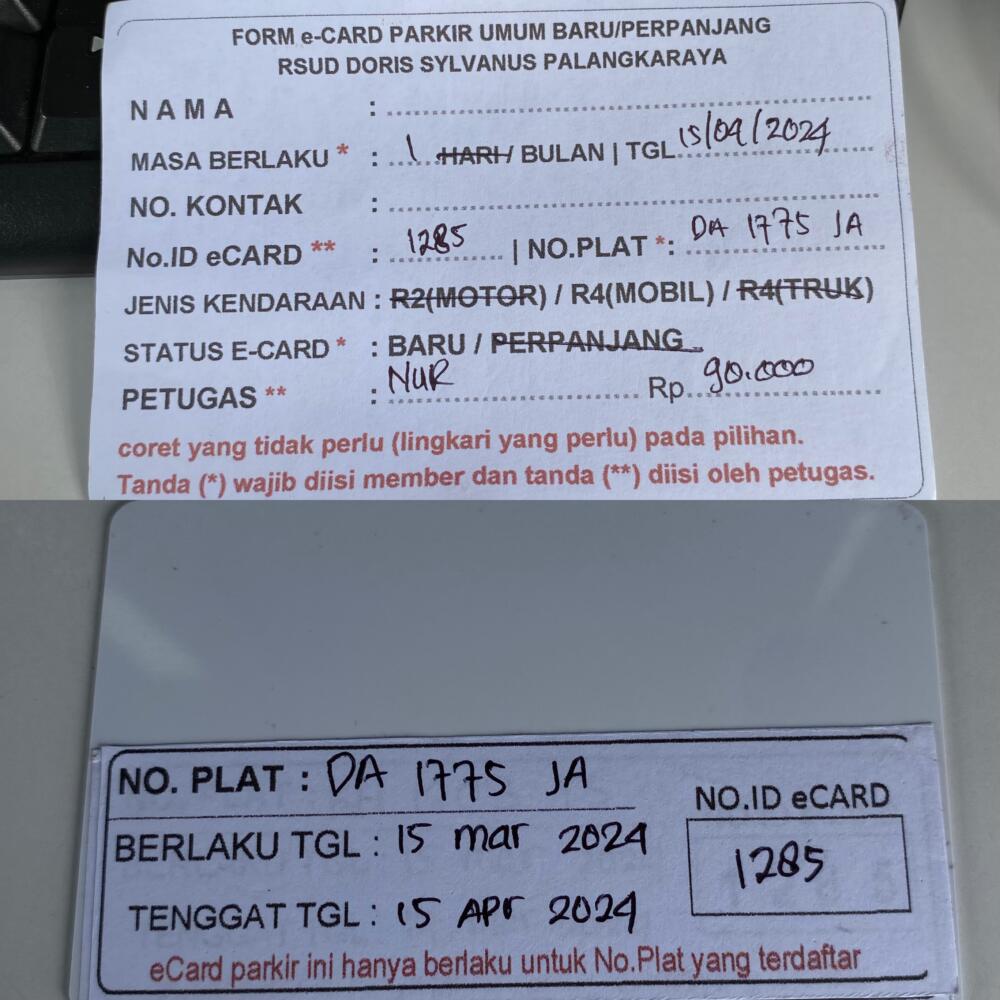 FORM e-CARD PARKIR UMUM BARU/PERPANJANG
RSUD DORIS SYLVANUS PALANGKARAYA
NAMA :
MASA BERLAKU * : 1 HARI / BULAN | TGL 15/04/2024
NO. KONTAK :
No.ID eCARD ** : 1285 | NO.PLAT *: DA 1775 JA
JENIS KENDARAAN : R2(MOTOR) / R4(MOBIL) / R4(TRUK)
STATUS E-CARD * : BARU / PERPANJANG
PETUGAS ** : NUR Rp. 90.000
coret yang tidak perlu (lingkari yang perlu) pada pilihan.
Tanda (*) wajib diisi member dan tanda (**) diisi oleh petugas.
NO. PLAT : DA 1775 JA
BERLAKU TGL : 15 mar 2024
TENGGAT TGL : 15 APr 2024
NO.ID eCARD
1285
eCard parkir ini hanya berlaku untuk No.Plat yang terdaftar